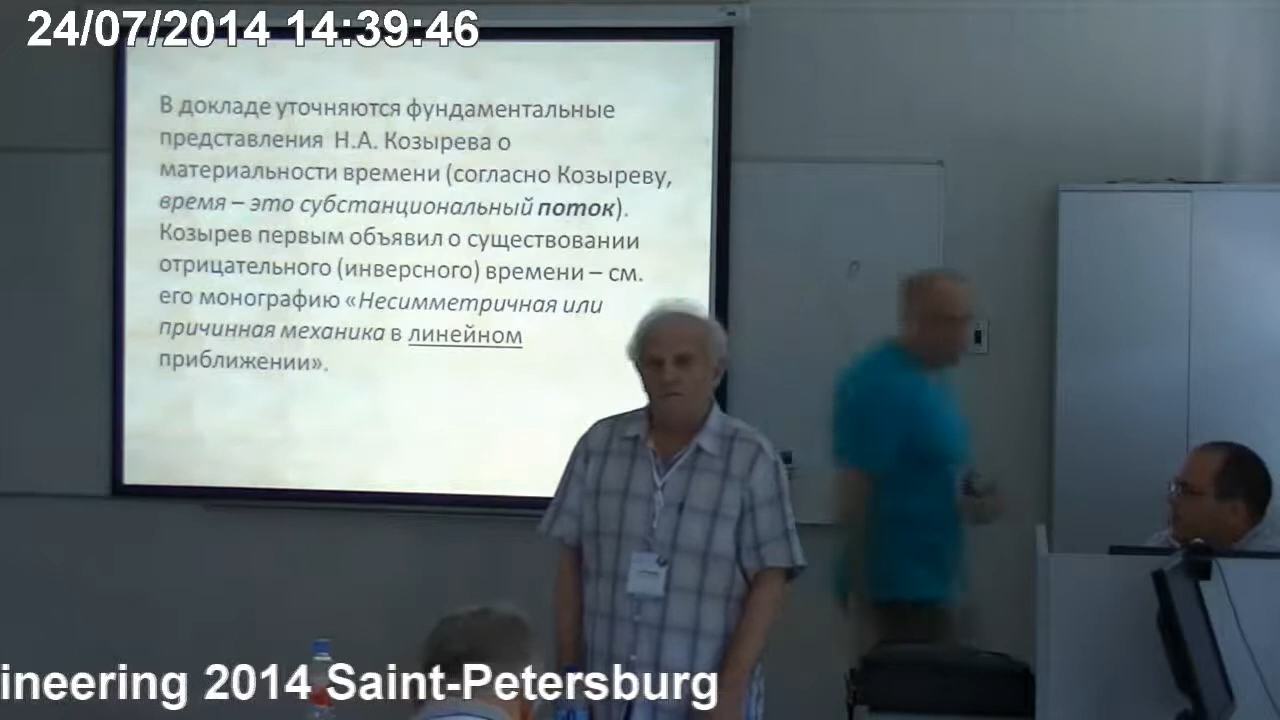 24/07/2014 14:39:46
В докладе уточняются фундаментальные
представления Н.А. Козырева о
материальности времени (согласно Козыреву,
время – это субстанциональный поток).
Козырев первым объявил о существовании
отрицательного (инверсного) времени – см.
его монографию «Несимметричная или
причинная механика в линейном
приближении».
ineering 2014 Saint-Petersburg